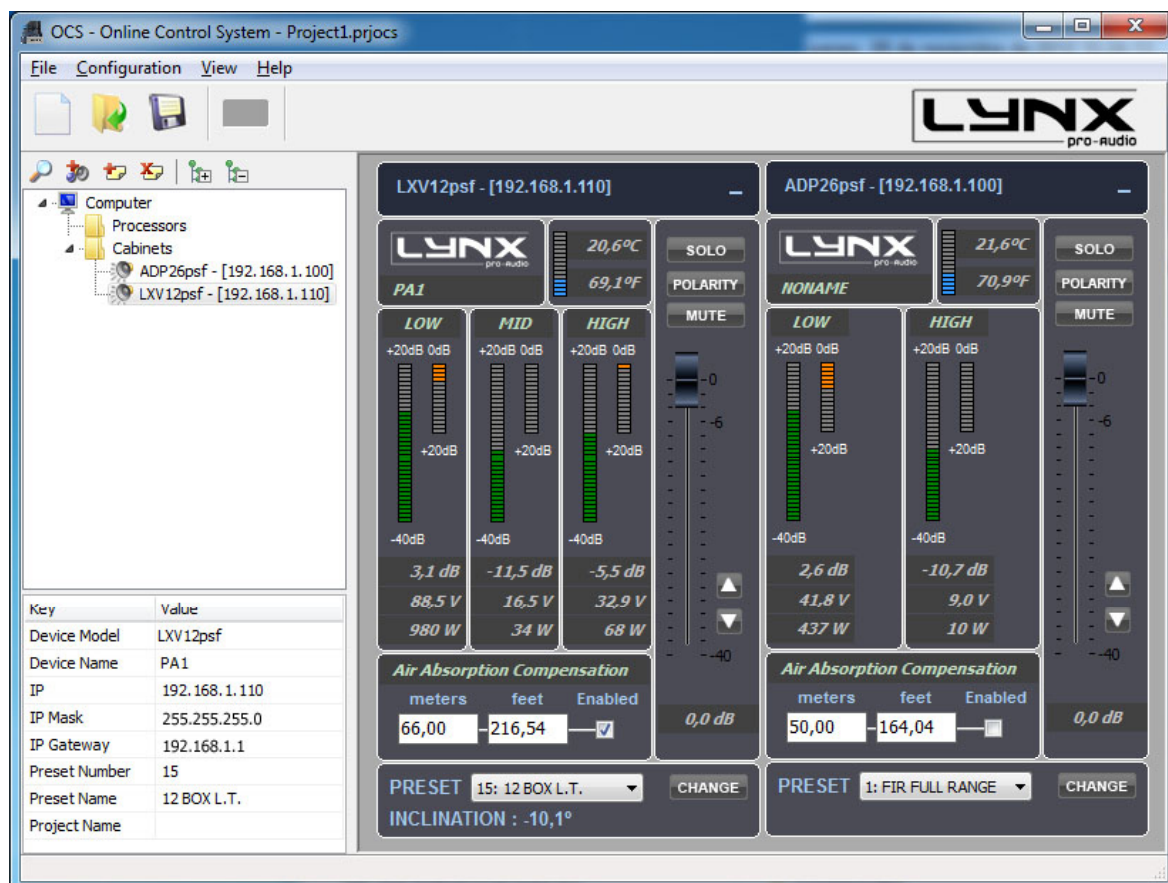 OCS - Online Control System - Project1.prjocs
File Configuration View Help
LYNX
pro-audio
Computer
Processors
Cabinets
ADP26psf - [192.168.1.100]
LXV12psf - [192.168.1.110]
Key Value
Device Model LXV12psf
Device Name PA1
IP 192.168.1.110
IP Mask 255.255.255.0
IP Gateway 192.168.1.1
Preset Number 15
Preset Name 12 BOX L.T.
Project Name
LXV12psf - [192.168.1.110]
LYNX
pro-audio
20,6ºC
69,1ºF
PA1
SOLO
POLARITY
MUTE
LOW MID HIGH
+20dB 0dB +20dB 0dB +20dB 0dB
-0
-6
+20dB +20dB +20dB
-40dB -40dB -40dB
3,1 dB -11,5 dB -5,5 dB
88,5 V 16,5 V 32,9 V
980 W 34 W 68 W
-40
Air Absorption Compensation
meters feet Enabled
66,00 216,54
0,0 dB
PRESET 15: 12 BOX L.T. CHANGE
INCLINATION : -10,1º
ADP26psf - [192.168.1.100]
LYNX
pro-audio
21,6ºC
70,9ºF
NONAME
SOLO
POLARITY
MUTE
LOW HIGH
+20dB 0dB +20dB 0dB
-0
-6
+20dB +20dB
-40dB -40dB
2,6 dB -10,7 dB
41,8 V 9,0 V
437 W 10 W
-40
Air Absorption Compensation
meters feet Enabled
50,00 164,04
0,0 dB
PRESET 1: FIR FULL RANGE CHANGE